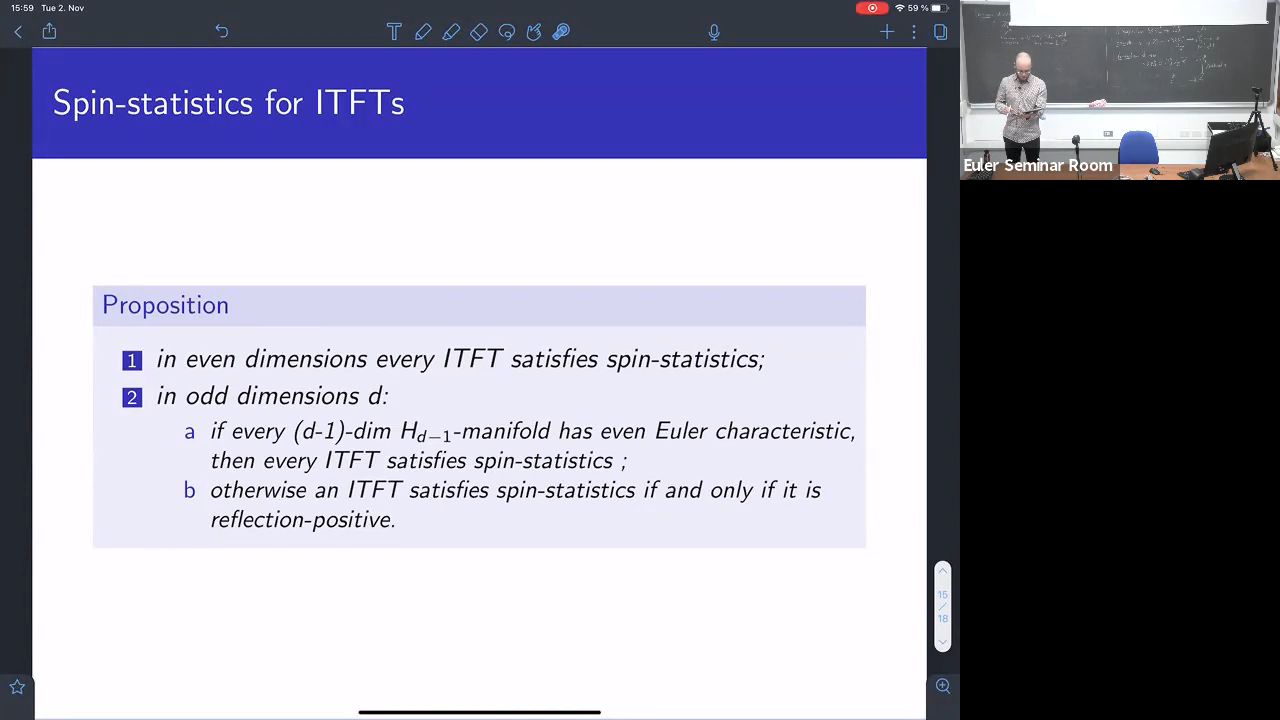 15:59 Tue 2. Nov
59 %
Spin-statistics for ITFTs
Proposition
1 in even dimensions every ITFT satisfies spin-statistics;
2 in odd dimensions d:
a if every (d-1)-dim H_{d-1}-manifold has even Euler characteristic,
then every ITFT satisfies spin-statistics ;
b otherwise an ITFT satisfies spin-statistics if and only if it is
reflection-positive.
15
/
18
Euler Seminar Room